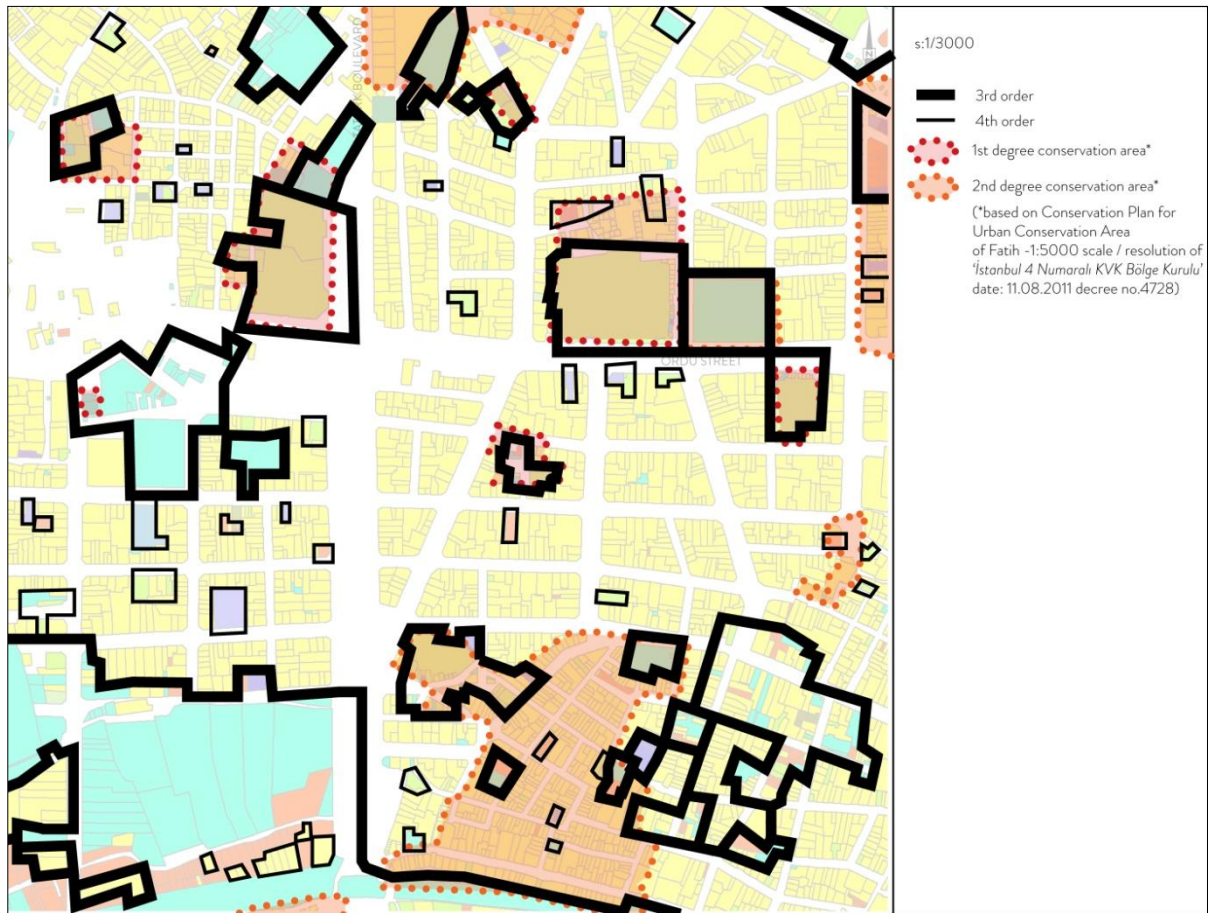 K BOULEVARD
ORDU STREET
N
s:1/3000
3rd order
4th order
1st degree conservation area*
2nd degree conservation area*
(*based on Conservation Plan for
Urban Conservation Area
of Fatih -1:5000 scale / resolution of
'İstanbul 4 Numaralı KVK Bölge Kurulu'
date: 11.08.2011 decree no.4728)